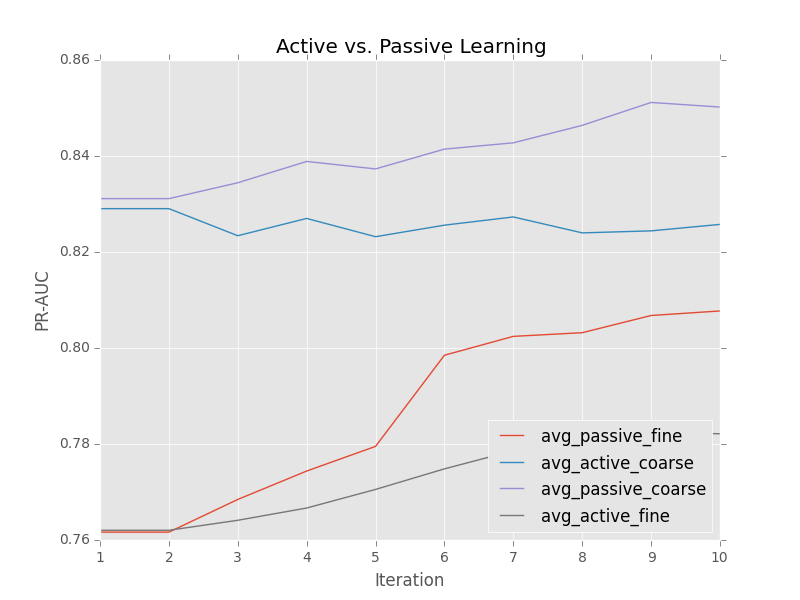 Active vs. Passive Learning
0.86
0.84
0.82
0.80
0.78
0.76
PR-AUC
avg_passive_fine
avg_active_coarse
avg_passive_coarse
avg_active_fine
1 2 3 4 5 6 7 8 9 10
Iteration